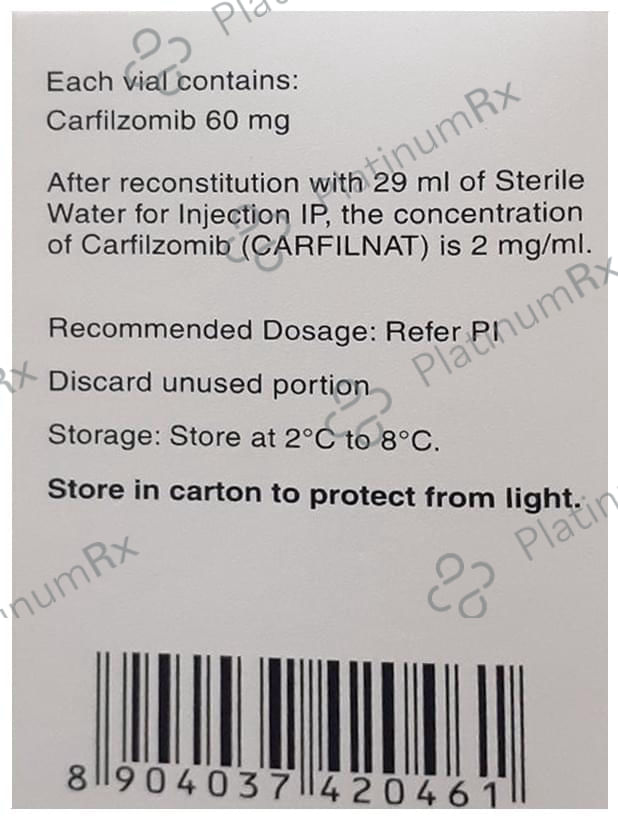 Each vial contains:
Carfilzomib 60 mg
After reconstitution with 29 ml of Sterile
Water for Injection IP, the concentration
of Carfilzomib (CARFILNAT) is 2 mg/ml.
Recommended Dosage: Refer PI
Discard unused portion
Storage: Store at 2°C to 8°C.
Store in carton to protect from light.
8 904037 420461
PlatinumRx
PlatinumRx